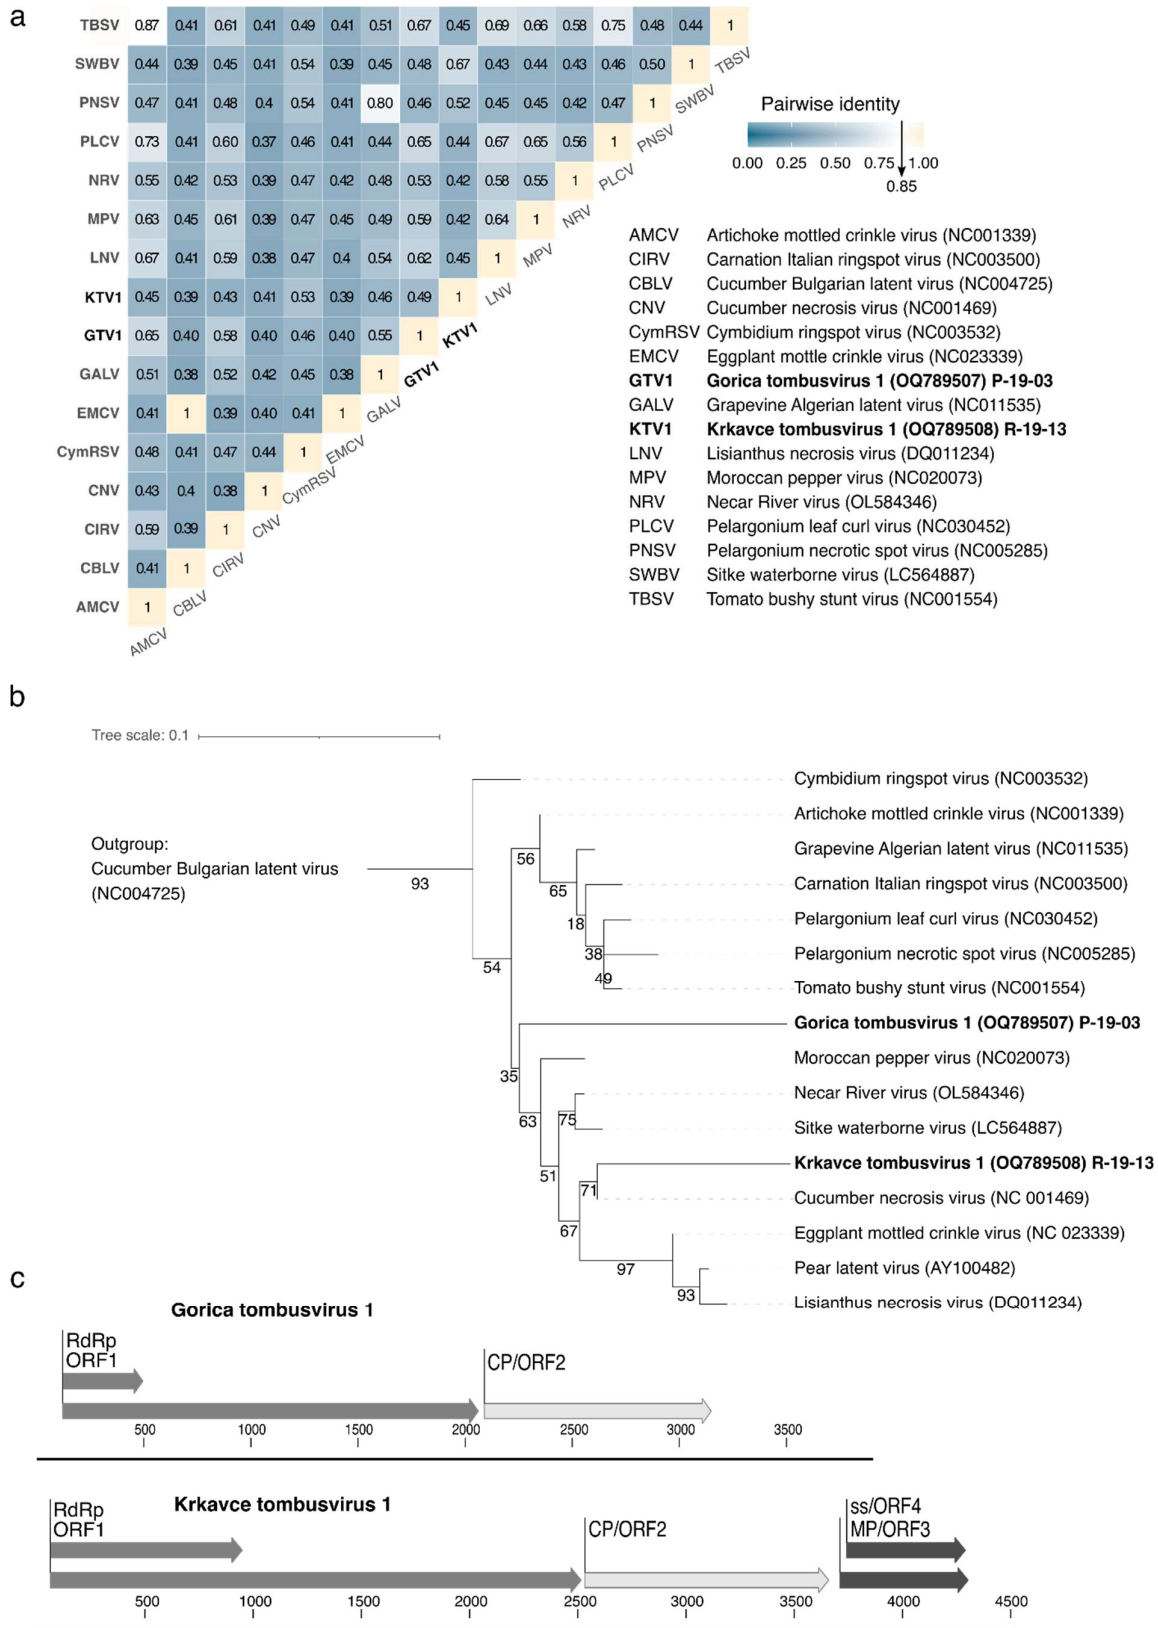 a
TBSV 0.87 0.41 0.61 0.41 0.49 0.41 0.51 0.67 0.45 0.69 0.66 0.58 0.75 0.48 0.44 1
SWBV 0.44 0.39 0.45 0.41 0.54 0.39 0.45 0.48 0.67 0.43 0.44 0.43 0.46 0.50 1 TBSV
PNSV 0.47 0.41 0.48 0.4 0.54 0.41 0.80 0.46 0.52 0.45 0.45 0.42 0.47 1 SWBV
PLCV 0.73 0.41 0.60 0.37 0.46 0.41 0.44 0.65 0.44 0.67 0.65 0.56 1 PNSV
NRV 0.55 0.42 0.53 0.39 0.47 0.42 0.48 0.53 0.42 0.58 0.55 1 PLCV
MPV 0.63 0.45 0.61 0.39 0.47 0.45 0.49 0.59 0.42 0.64 1 NRV
LNV 0.67 0.41 0.59 0.38 0.47 0.4 0.54 0.62 0.45 1 MPV
KTV1 0.45 0.39 0.43 0.41 0.53 0.39 0.46 0.49 1 LNV
GTV1 0.65 0.40 0.58 0.40 0.46 0.40 0.55 1 KTV1
GALV 0.51 0.38 0.52 0.42 0.45 0.38 1 GTV1
EMCV 0.41 1 0.39 0.40 0.41 1 GALV
CymRSV 0.48 0.41 0.47 0.44 1 EMCV
CNV 0.43 0.4 0.38 1 CymRSV
CIRV 0.59 0.39 1 CNV
CBLV 0.41 1 CIRV
AMCV 1 CBLV
AMCV
Pairwise identity
0.00 0.25 0.50 0.75 1.00
0.85
AMCV Artichoke mottled crinkle virus (NC001339)
CIRV Carnation Italian ringspot virus (NC003500)
CBLV Cucumber Bulgarian latent virus (NC004725)
CNV Cucumber necrosis virus (NC001469)
CymRSV Cymbidium ringspot virus (NC003532)
EMCV Eggplant mottle crinkle virus (NC023339)
GTV1 Gorica tombusvirus 1 (OQ789507) P-19-03
GALV Grapevine Algerian latent virus (NC011535)
KTV1 Krkavce tombusvirus 1 (OQ789508) R-19-13
LNV Lisianthus necrosis virus (DQ011234)
MPV Moroccan pepper virus (NC020073)
NRV Necar River virus (OL584346)
PLCV Pelargonium leaf curl virus (NC030452)
PNSV Pelargonium necrotic spot virus (NC005285)
SWBV Sitke waterborne virus (LC564887)
TBSV Tomato bushy stunt virus (NC001554)
b
Tree scale: 0.1
Outgroup:
Cucumber Bulgarian latent virus
(NC004725)
93
Cymbidium ringspot virus (NC003532)
Artichoke mottled crinkle virus (NC001339)
56
Grapevine Algerian latent virus (NC011535)
65
Carnation Italian ringspot virus (NC003500)
18
Pelargonium leaf curl virus (NC030452)
38
Pelargonium necrotic spot virus (NC005285)
54
49
Tomato bushy stunt virus (NC001554)
Gorica tombusvirus 1 (OQ789507) P-19-03
Moroccan pepper virus (NC020073)
35
Necar River virus (OL584346)
63
75
Sitke waterborne virus (LC564887)
Krkavce tombusvirus 1 (OQ789508) R-19-13
51
71
Cucumber necrosis virus (NC 001469)
67
Eggplant mottled crinkle virus (NC 023339)
97
Pear latent virus (AY100482)
93
Lisianthus necrosis virus (DQ011234)
c
Gorica tombusvirus 1
RdRp
ORF1
CP/ORF2
500 1000 1500 2000 2500 3000 3500
Krkavce tombusvirus 1
RdRp
ORF1
CP/ORF2
ss/ORF4
MP/ORF3
500 1000 1500 2000 2500 3000 3500 4000 4500